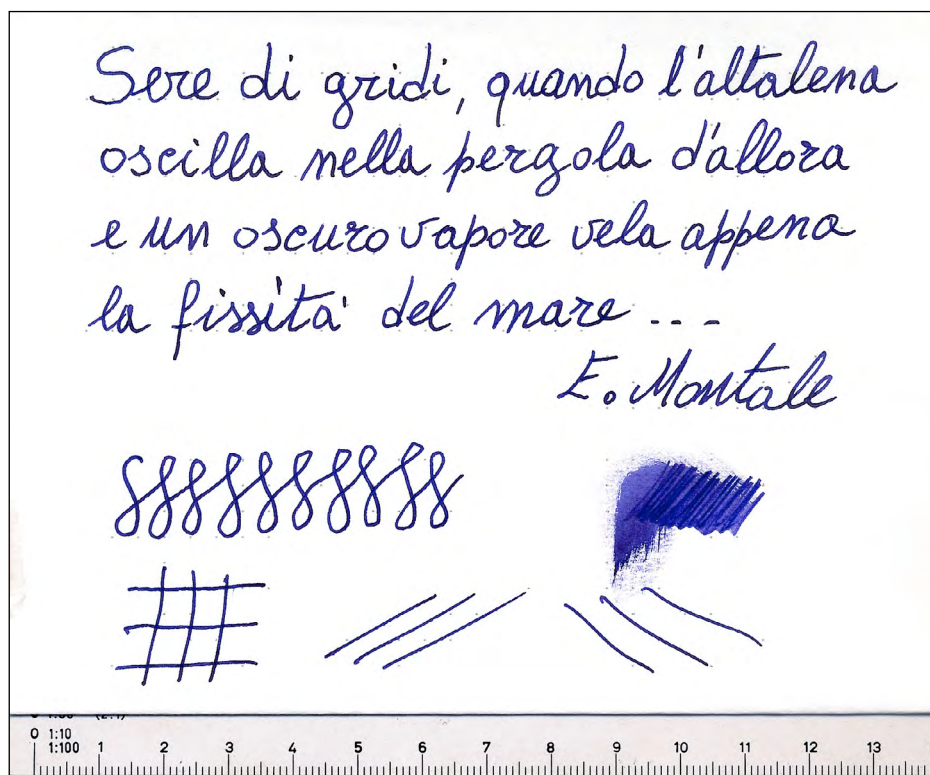 Sere di gridi, quando l'altalena
oscilla nella pergola d'allora
e un oscuro vapore vela appena
la fissità del mare ...
E. Montale
0 1:10
1:100 1 2 3 4 5 6 7 8 9 10 11 12 13